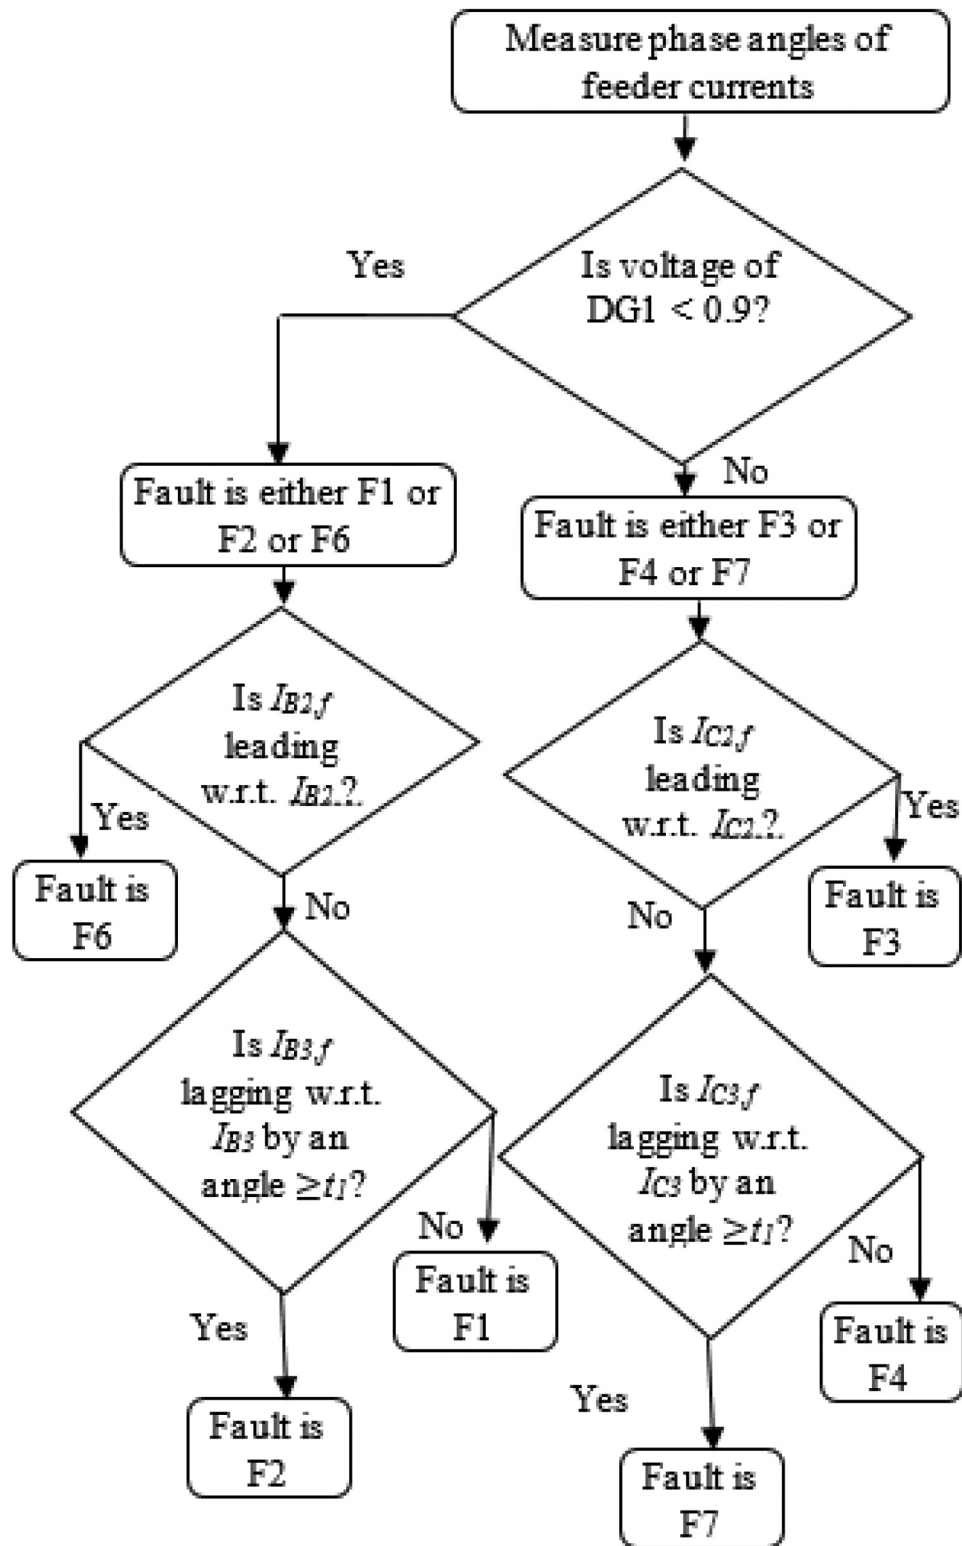 Measure phase angles of
feeder currents
Yes
Is voltage of
DG1 < 0.9?
No
Fault is either F1 or
F2 or F6
Fault is either F3 or
F4 or F7
Is IB2,f
leading
w.r.t. IB2.?.
Is IC2,f
leading
w.r.t. IC2.?.
Yes
Yes
Fault is
F6
No
No
Fault is
F3
Is IB3,f
lagging w.r.t.
IB3 by an
angle ≥t1?
Is IC3,f
lagging w.r.t.
IC3 by an
angle ≥t1?
No
No
Fault is
F1
Yes
Fault is
F4
Yes
Fault is
F2
Fault is
F7